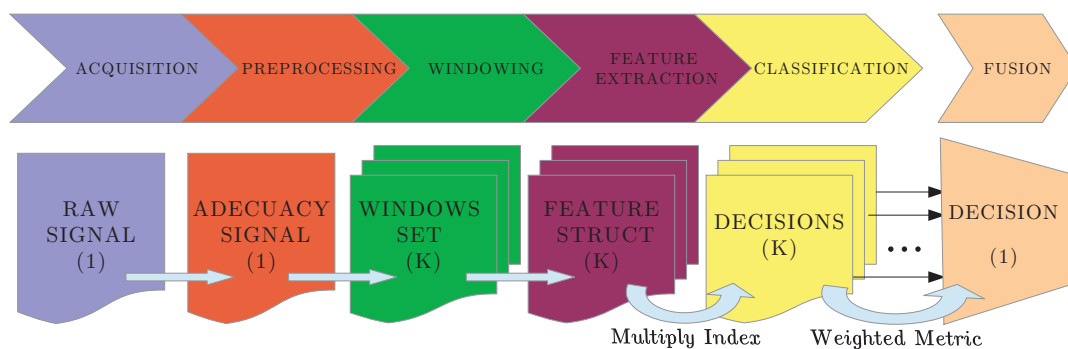 ACQUISITION
PREPROCESSING
WINDOWING
FEATURE
EXTRACTION
CLASSIFICATION
FUSION
RAW
SIGNAL
(1)
ADECUACY
SIGNAL
(1)
WINDOWS
SET
(K)
FEATURE
STRUCT
(K)
DECISIONS
(K)
...
DECISION
(1)
Multiply Index
Weighted Metric